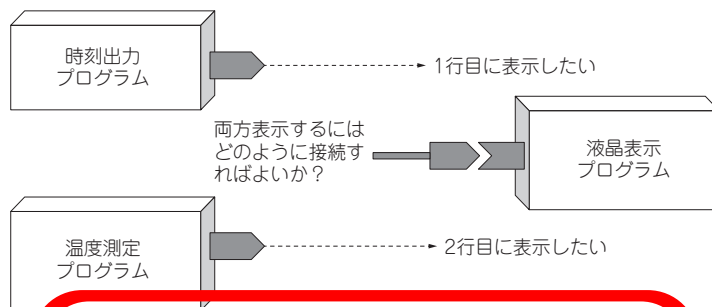 時刻出力
プログラム
1行目に表示したい
両方表示するには
どのように接続す
ればよいか？
液晶表示
プログラム
温度測定
プログラム
2行目に表示したい